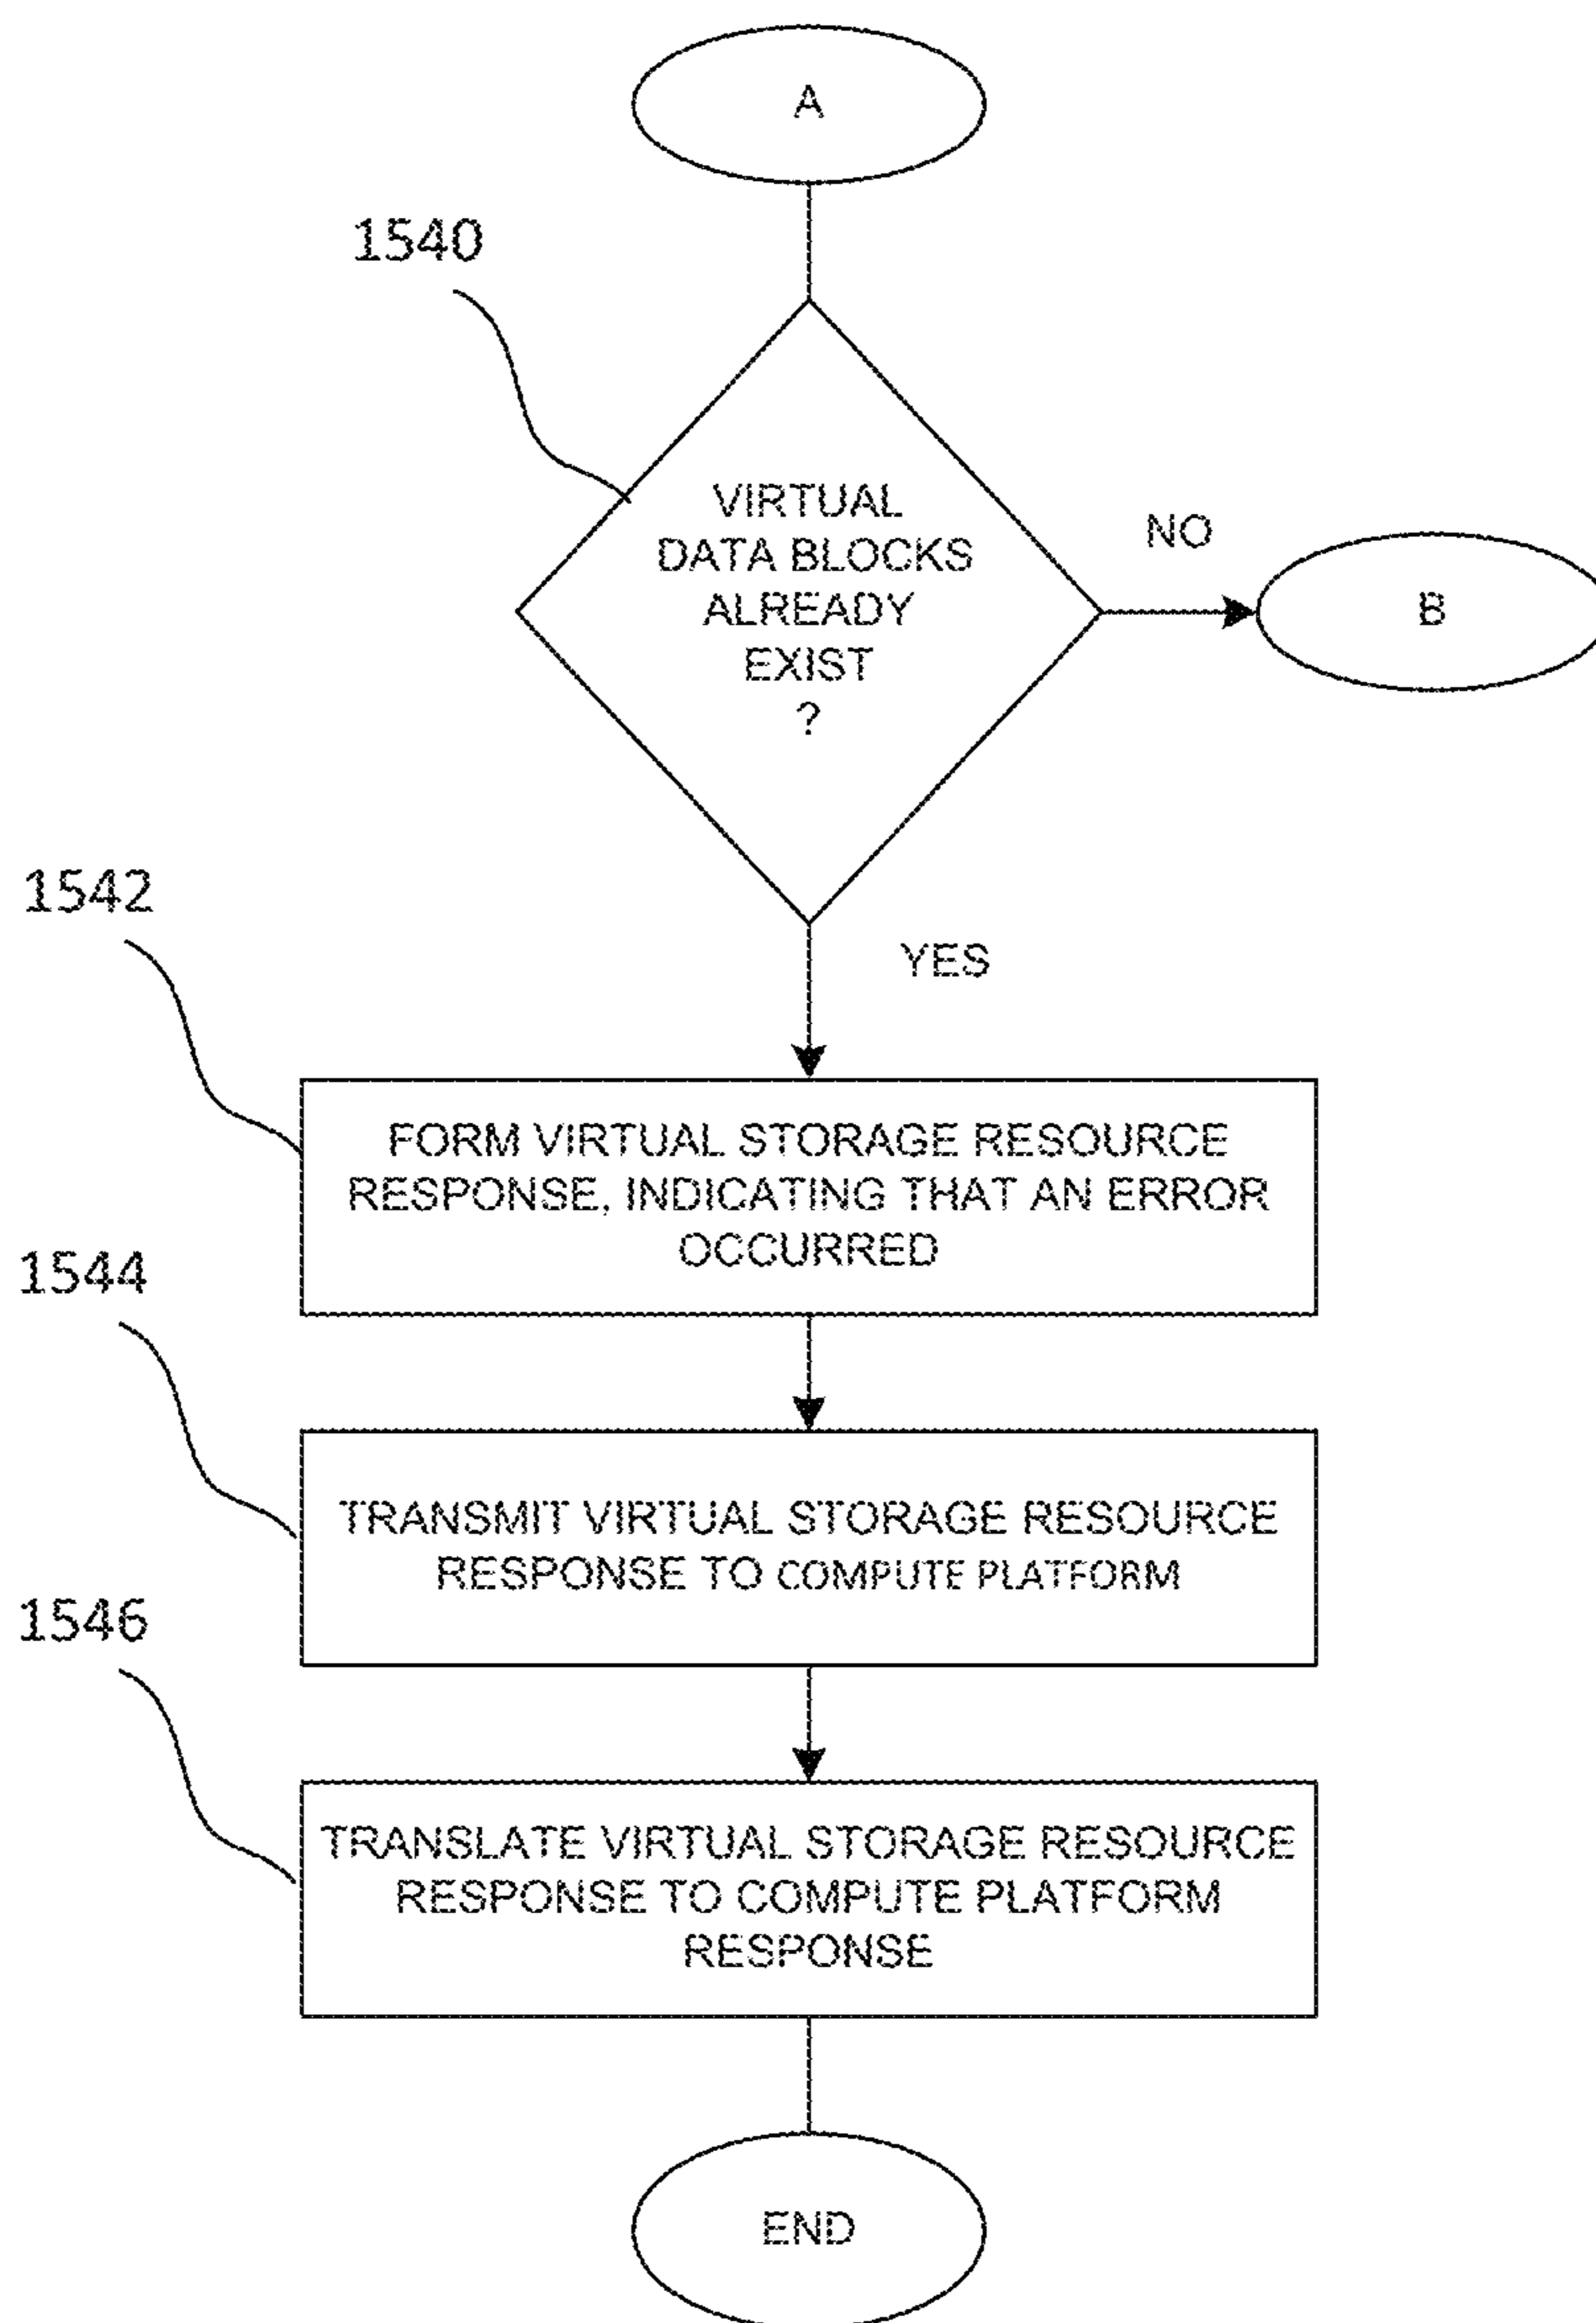 A
1540
VIRTUAL
DATA BLOCKS
ALREADY
EXIST
?
NO
B
YES
1542
FORM VIRTUAL STORAGE RESOURCE
RESPONSE, INDICATING THAT AN ERROR
OCCURRED
1544
TRANSMIT VIRTUAL STORAGE RESOURCE
RESPONSE TO COMPUTE PLATFORM
1546
TRANSLATE VIRTUAL STORAGE RESOURCE
RESPONSE TO COMPUTE PLATFORM
RESPONSE
END